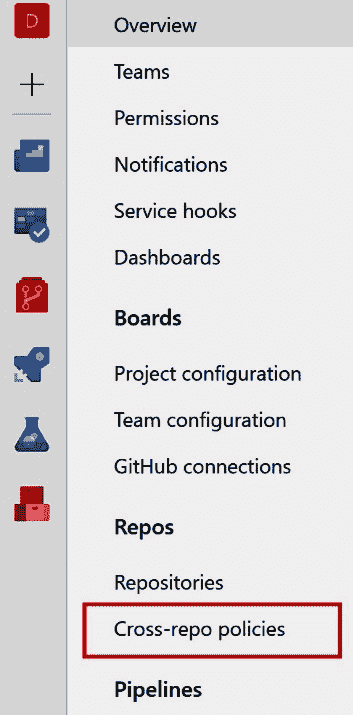 D
Overview
Teams
Permissions
Notifications
Service hooks
Dashboards
Boards
Project configuration
Team configuration
GitHub connections
Repos
Repositories
Cross-repo policies
Pipelines